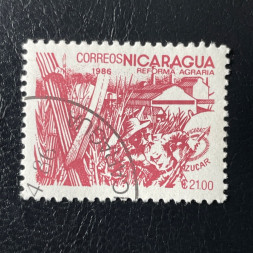 CORREOS NICARAGUA
1986 REFORMA AGRARIA
AZUCAR
C$21.00